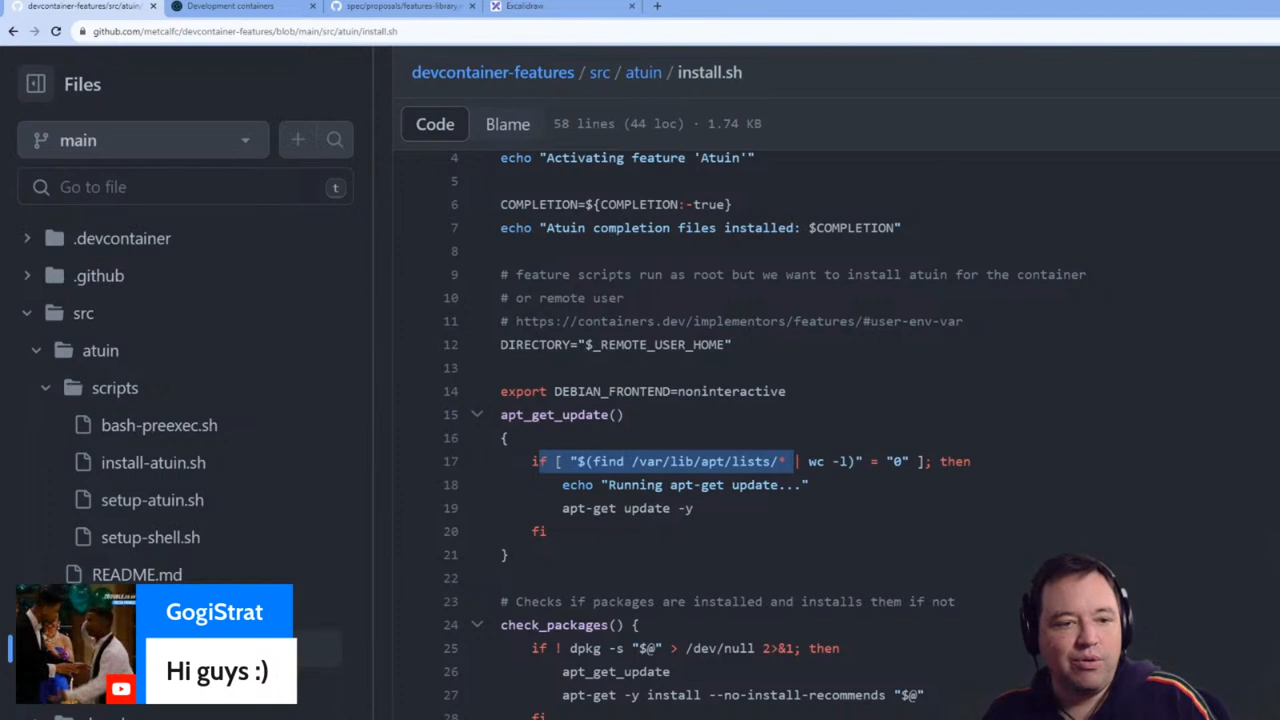 devcontainer-features/src/atuin/
Development containers
spec/proposals/features-library.m
Excalidraw
github.com/metcalfc/devcontainer-features/blob/main/src/atuin/install.sh
Files
devcontainer-features / src / atuin / install.sh
Code
Blame
58 lines (44 loc) · 1.74 KB
main
Go to file
t
.devcontainer
.github
src
atuin
scripts
bash-preexec.sh
install-atuin.sh
setup-atuin.sh
setup-shell.sh
README.md
4 echo "Activating feature 'Atuin'"
5
6 COMPLETION=${COMPLETION:-true}
7 echo "Atuin completion files installed: $COMPLETION"
8
9 # feature scripts run as root but we want to install atuin for the container
10 # or remote user
11 # https://containers.dev/implementors/features/#user-env-var
12 DIRECTORY="$_REMOTE_USER_HOME"
13
14 export DEBIAN_FRONTEND=noninteractive
15 apt_get_update()
16 {
17 if [ "$(find /var/lib/apt/lists/* | wc -l)" = "0" ]; then
18 echo "Running apt-get update..."
19 apt-get update -y
20 fi
21 }
22
23 # Checks if packages are installed and installs them if not
24 check_packages() {
25 if ! dpkg -s "$@" > /dev/null 2>&1; then
26 apt_get_update
27 apt-get -y install --no-install-recommends "$@"
28 fi
GogiStrat
Hi guys :)